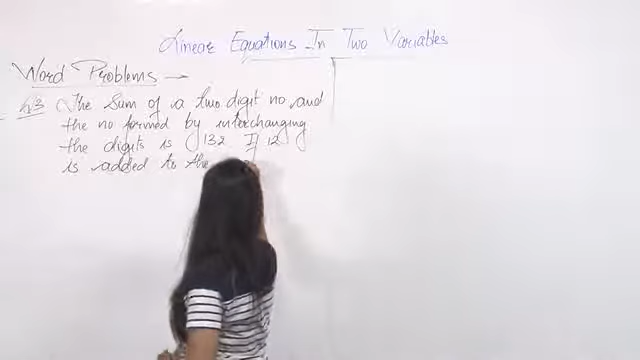 Linear Equations In Two Variables
Word Problems →
The Sum of a two digit no and
the no formed by interchanging
the digits is 132 If 12
is added to the